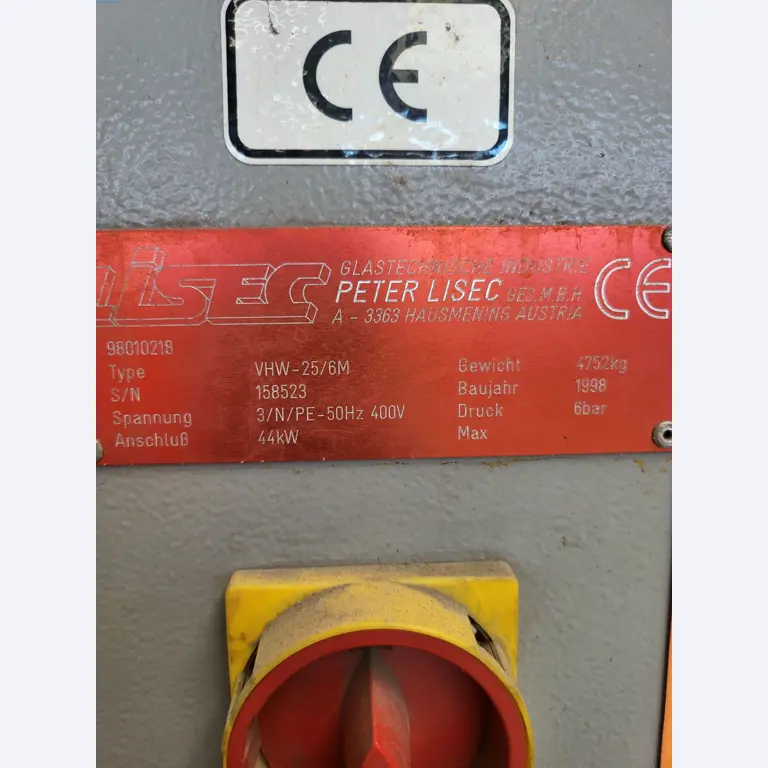 CE
LISEC
GLASTECHNISCHE INDUSTRIE
PETER LISEC GES.M.B.H
A - 3363 HAUSMENING AUSTRIA
CE
98010218
Type VHW-25/6M Gewicht 4752kg
S/N 158523 Baujahr 1998
Spannung 3/N/PE-50Hz 400V Druck 6bar
Anschluß 44kW Max